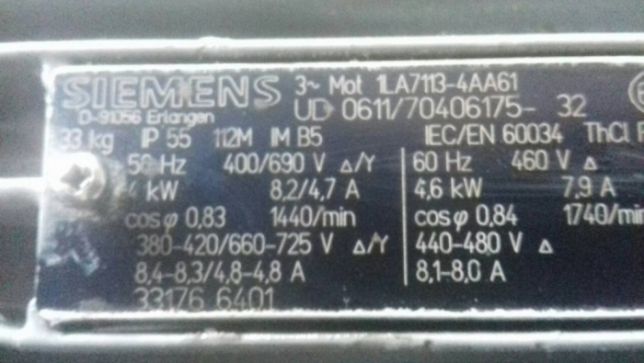 SIEMENS 3~ Mot 1LA7113-4AA61
D-91056 Erlangen UD 0611/70406175- 32
33 kg IP 55 112M IM B5 IEC/EN 60034 ThCl
50 Hz 400/690 V △/Y 60 Hz 460 V △
4 kW 8,2/4,7 A 4,6 kW 7,9 A
cosφ 0,83 1440/min cosφ 0,84 1740/min
380-420/660-725 V △/Y 440-480 V △
8,4-8,3/4,8-4,8 A 8,1-8,0 A
33176 6401